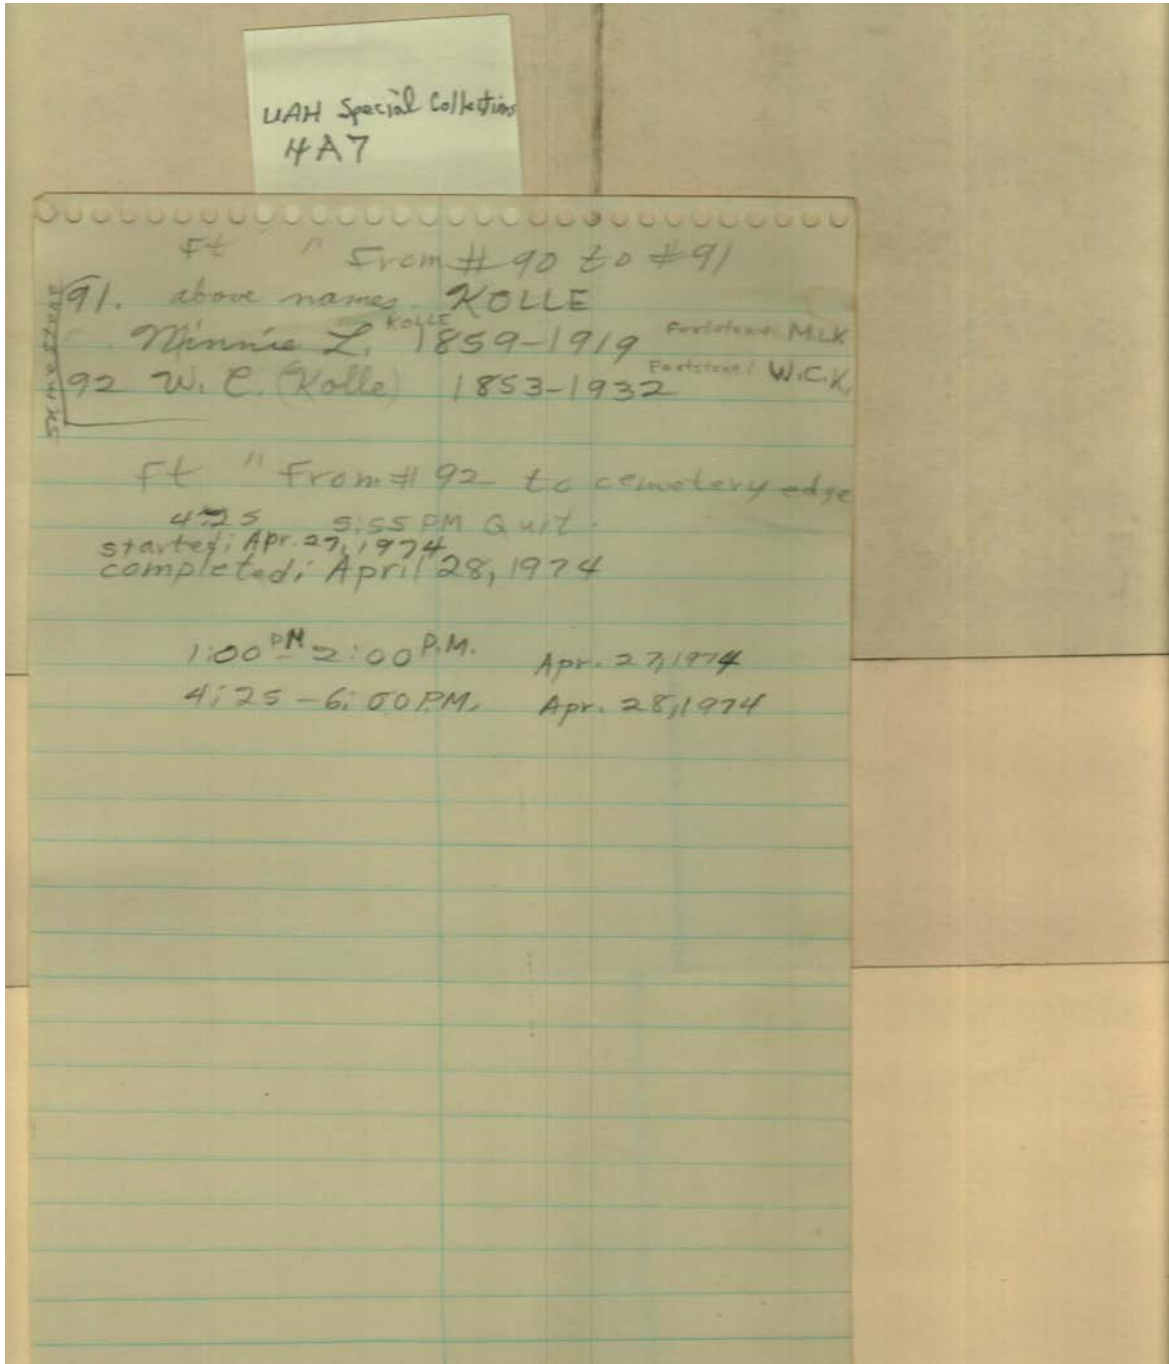 UAH Special Collections
4A7
Ft " From # 90 to #91
same stone
91. above names. KOLLE
Minnie L. KOLLE 1859-1919 Footstone: M.L.K
92 W. C. (Kolle) 1853-1932 Footstone: W.C.K.
Ft " From # 92 to cemetery edge
4:25 5:55 PM Quit.
started: Apr. 27, 1974
completed: April 28, 1974
1:00 PM 2:00 P.M. Apr. 27, 1974
4:25-6:00 P.M. Apr. 28, 1974